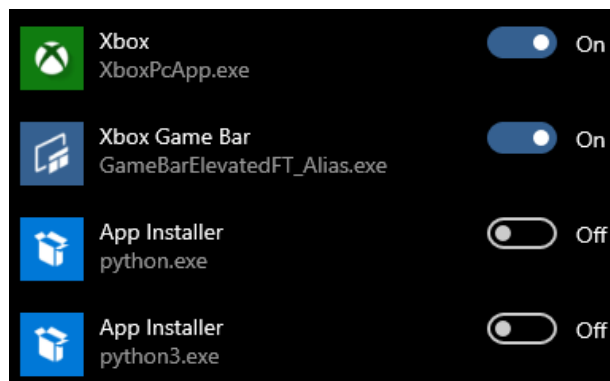 Xbox
On
XboxPcApp.exe
Xbox Game Bar
On
GameBarElevatedFT_Alias.exe
App Installer
Off
python.exe
App Installer
Off
python3.exe